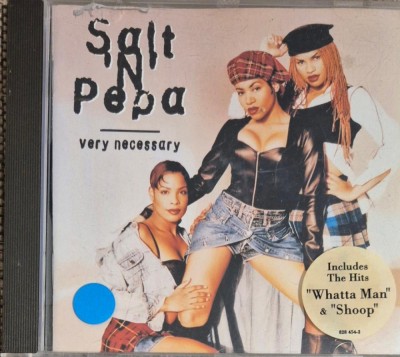 Salt
N
Pepa
very necessary
Includes
The Hits
"Whatta Man"
& "Shoop"